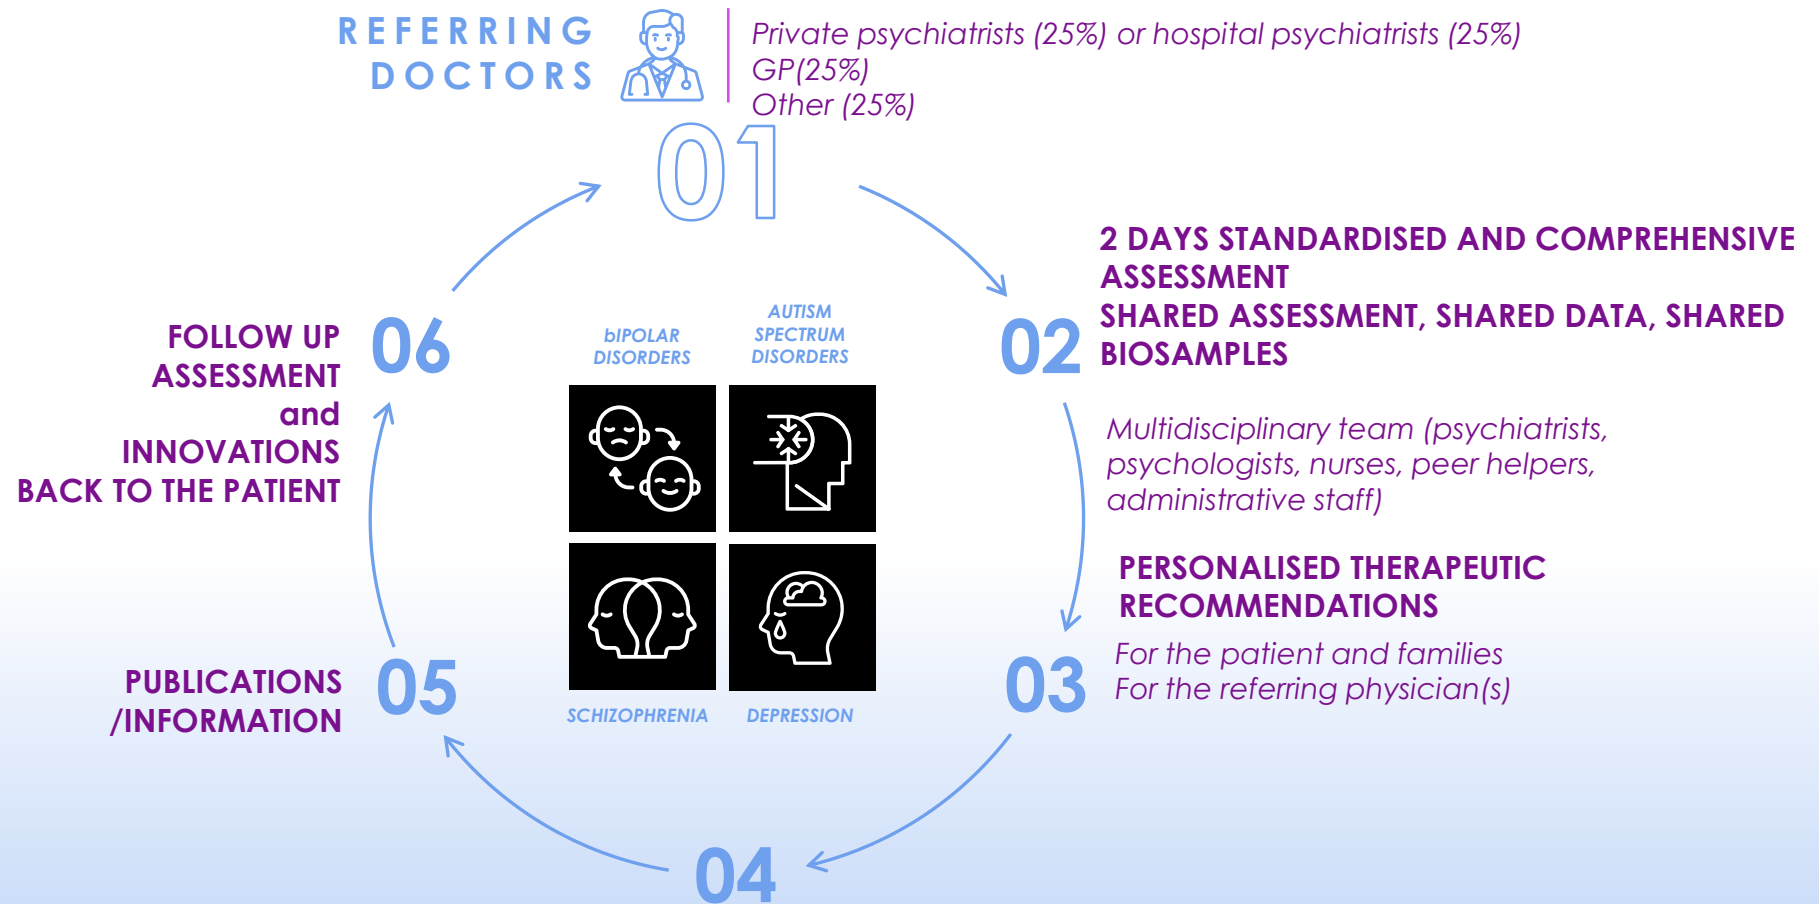 REFERRING
DOCTORS
Private psychiatrists (25%) or hospital psychiatrists (25%)
GP(25%)
Other (25%)
01
2 DAYS STANDARDISED AND COMPREHENSIVE
ASSESSMENT
SHARED ASSESSMENT, SHARED DATA, SHARED
BIOSAMPLES
02
Multidisciplinary team (psychiatrists,
psychologists, nurses, peer helpers,
administrative staff)
PERSONALISED THERAPEUTIC
RECOMMENDATIONS
03
For the patient and families
For the referring physician(s)
04
05
PUBLICATIONS
/INFORMATION
06
FOLLOW UP
ASSESSMENT
and
INNOVATIONS
BACK TO THE PATIENT
bIPOLAR
DISORDERS
AUTISM
SPECTRUM
DISORDERS
SCHIZOPHRENIA
DEPRESSION